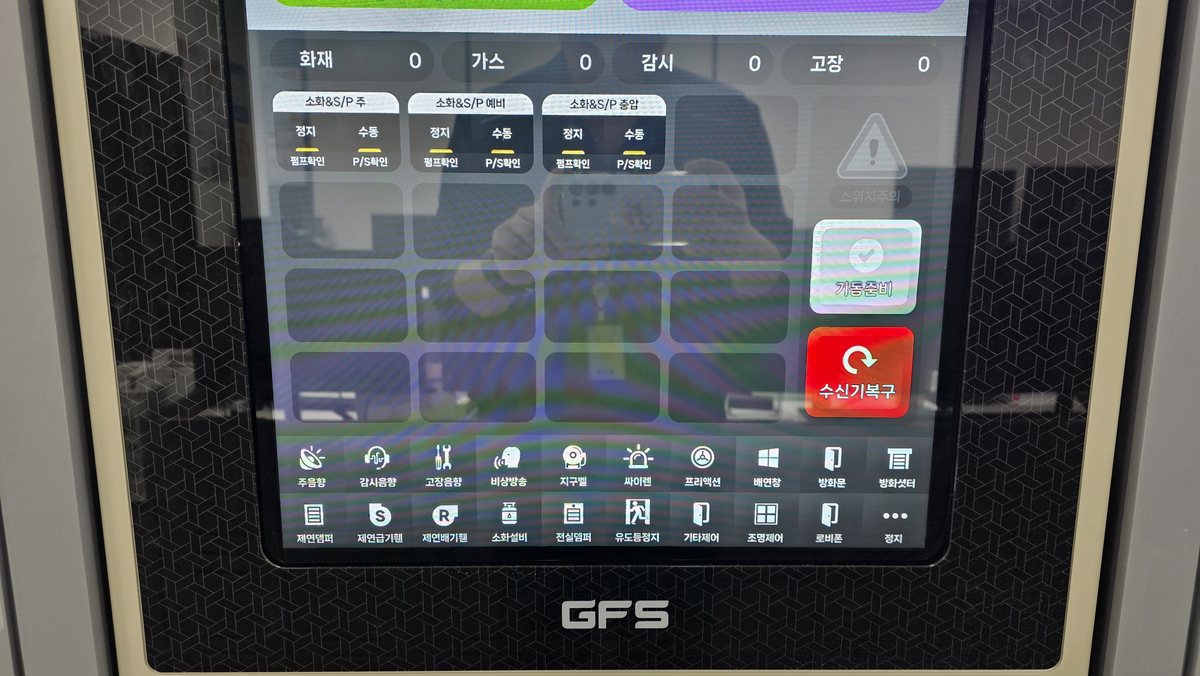 화재 0 가스 0 감시 0 고장 0
소화&S/P 주 소화&S/P 예비 소화&S/P 충압
정지 수동 정지 수동 정지 수동
펌프확인 P/S확인 펌프확인 P/S확인 펌프확인 P/S확인
스위치주의
기동준비
수신기복구
주음향 감시음향 고장음향 비상방송 지구벨 싸이렌 프리액션 배연창 방화문 방화셧터
S R
제연뎀퍼 제연급기휀 제연배기휀 소화설비 전실뎀퍼 유도등정지 기타제어 조명제어 로비폰 정지
GFS